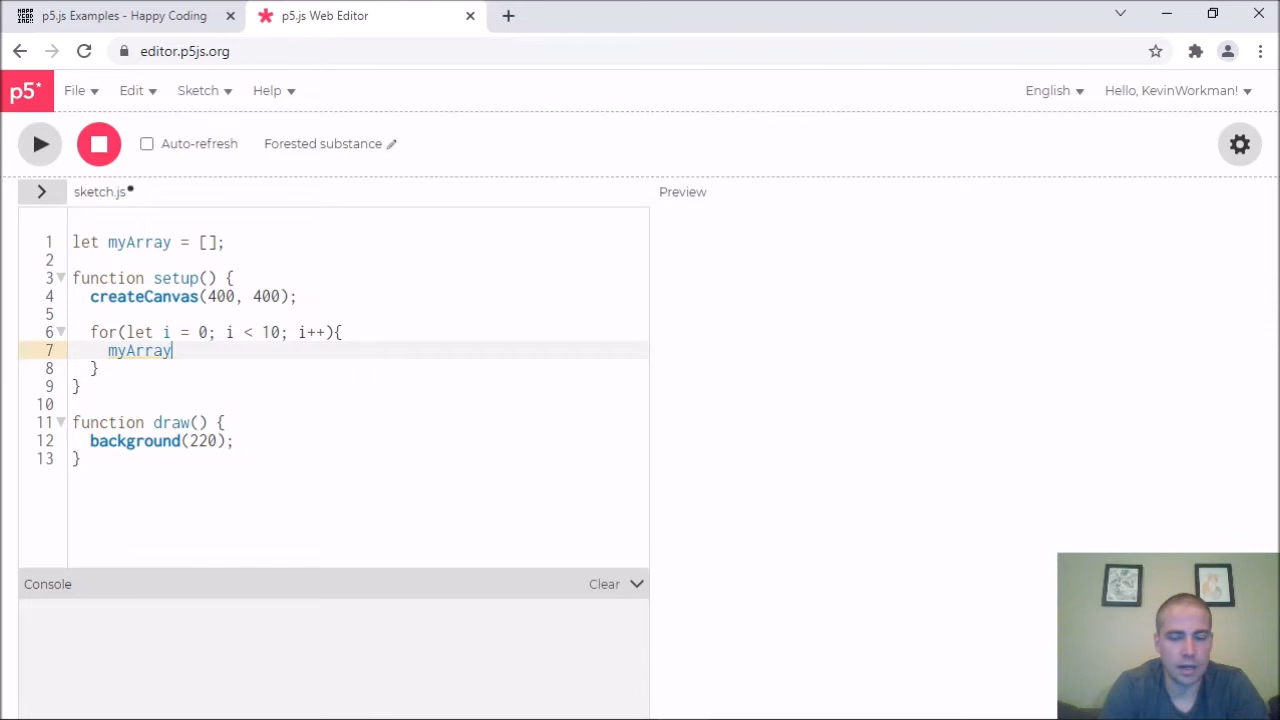 p5.js Examples - Happy Coding
p5.js Web Editor
editor.p5js.org
p5*
File
Edit
Sketch
Help
English
Hello, KevinWorkman!
Auto-refresh
Forested substance
sketch.js
Preview
1 let myArray = [];
2
3 function setup() {
4 createCanvas(400, 400);
5
6 for(let i = 0; i < 10; i++){
7 myArray
8 }
9 }
10
11 function draw() {
12 background(220);
13 }
Console
Clear